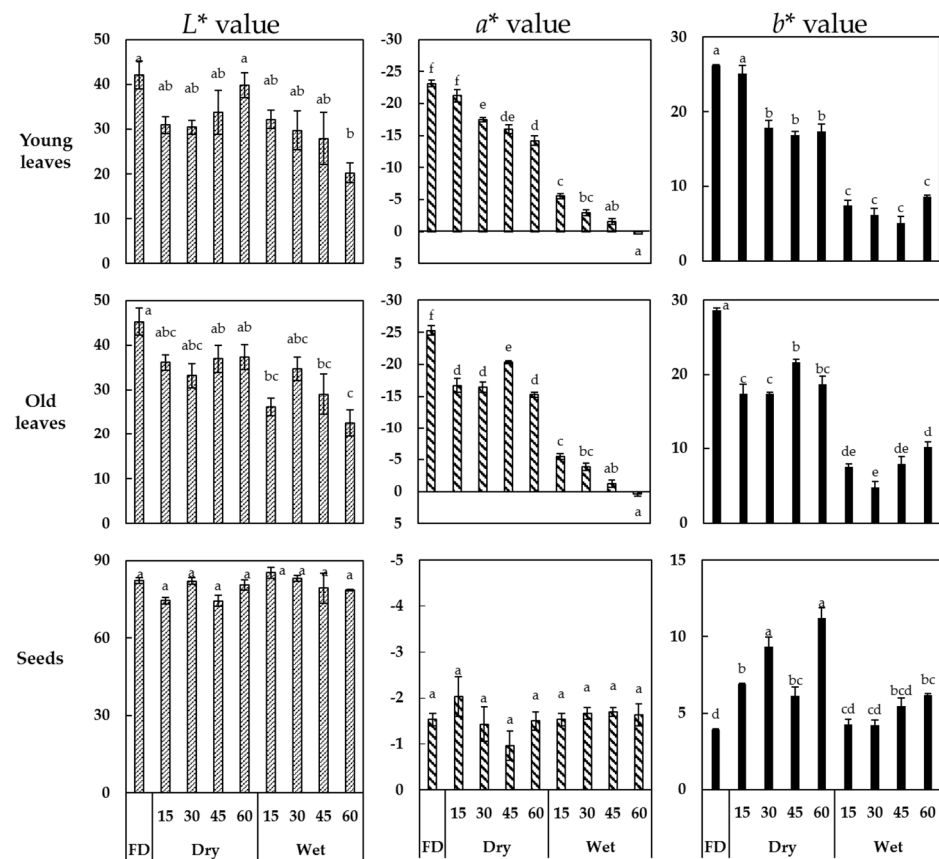 L* value a* value b* value
Young leaves
50 40 30 20 10 0
a ab ab ab a ab ab ab b
-30 -25 -20 -15 -10 -5 0 5
f f e de d c bc ab a
30 20 10 0
a a b b b c c c c
Old leaves
50 40 30 20 10 0
a abc abc ab ab bc abc bc c
-30 -25 -20 -15 -10 -5 0 5
f d d e d c bc ab a
30 20 10 0
a c c b bc de e de d
Seeds
90 60 30 0
a a a a a a a a a
-5 -4 -3 -2 -1 0
a a a a a a a a a
15 10 5 0
d b a bc a cd cd bcd bc
15 30 45 60 15 30 45 60 15 30 45 60 15 30 45 60 15 30 45 60 15 30 45 60
FD Dry Wet FD Dry Wet FD Dry Wet